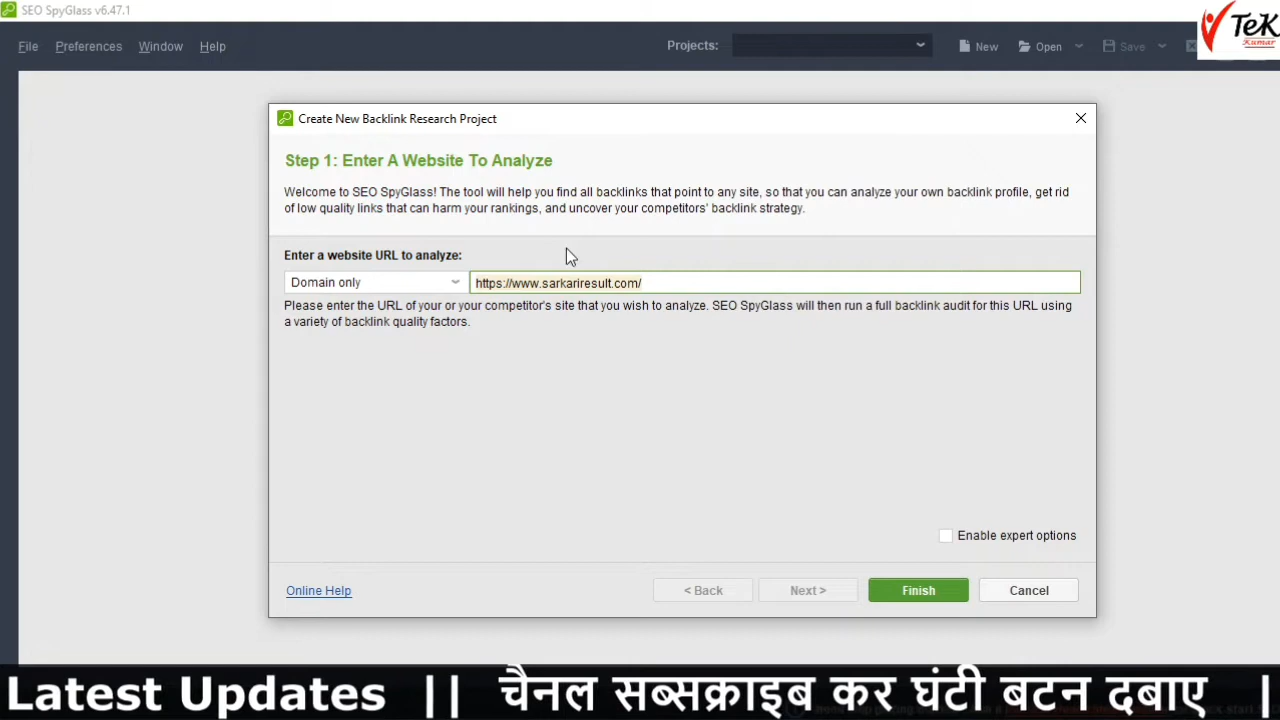 SEO SpyGlass v6.47.1
File Preferences Window Help Projects: New Open Save
TeK
Kumar
Create New Backlink Research Project
Step 1: Enter A Website To Analyze
Welcome to SEO SpyGlass! The tool will help you find all backlinks that point to any site, so that you can analyze your own backlink profile, get rid
of low quality links that can harm your rankings, and uncover your competitors' backlink strategy.
Enter a website URL to analyze:
Domain only https://www.sarkariresult.com/
Please enter the URL of your or your competitor's site that you wish to analyze. SEO SpyGlass will then run a full backlink audit for this URL using
a variety of backlink quality factors.
Enable expert options
Online Help < Back Next > Finish Cancel
Latest Updates || चैनल सब्सक्राइब कर घंटी बटन दबाए |